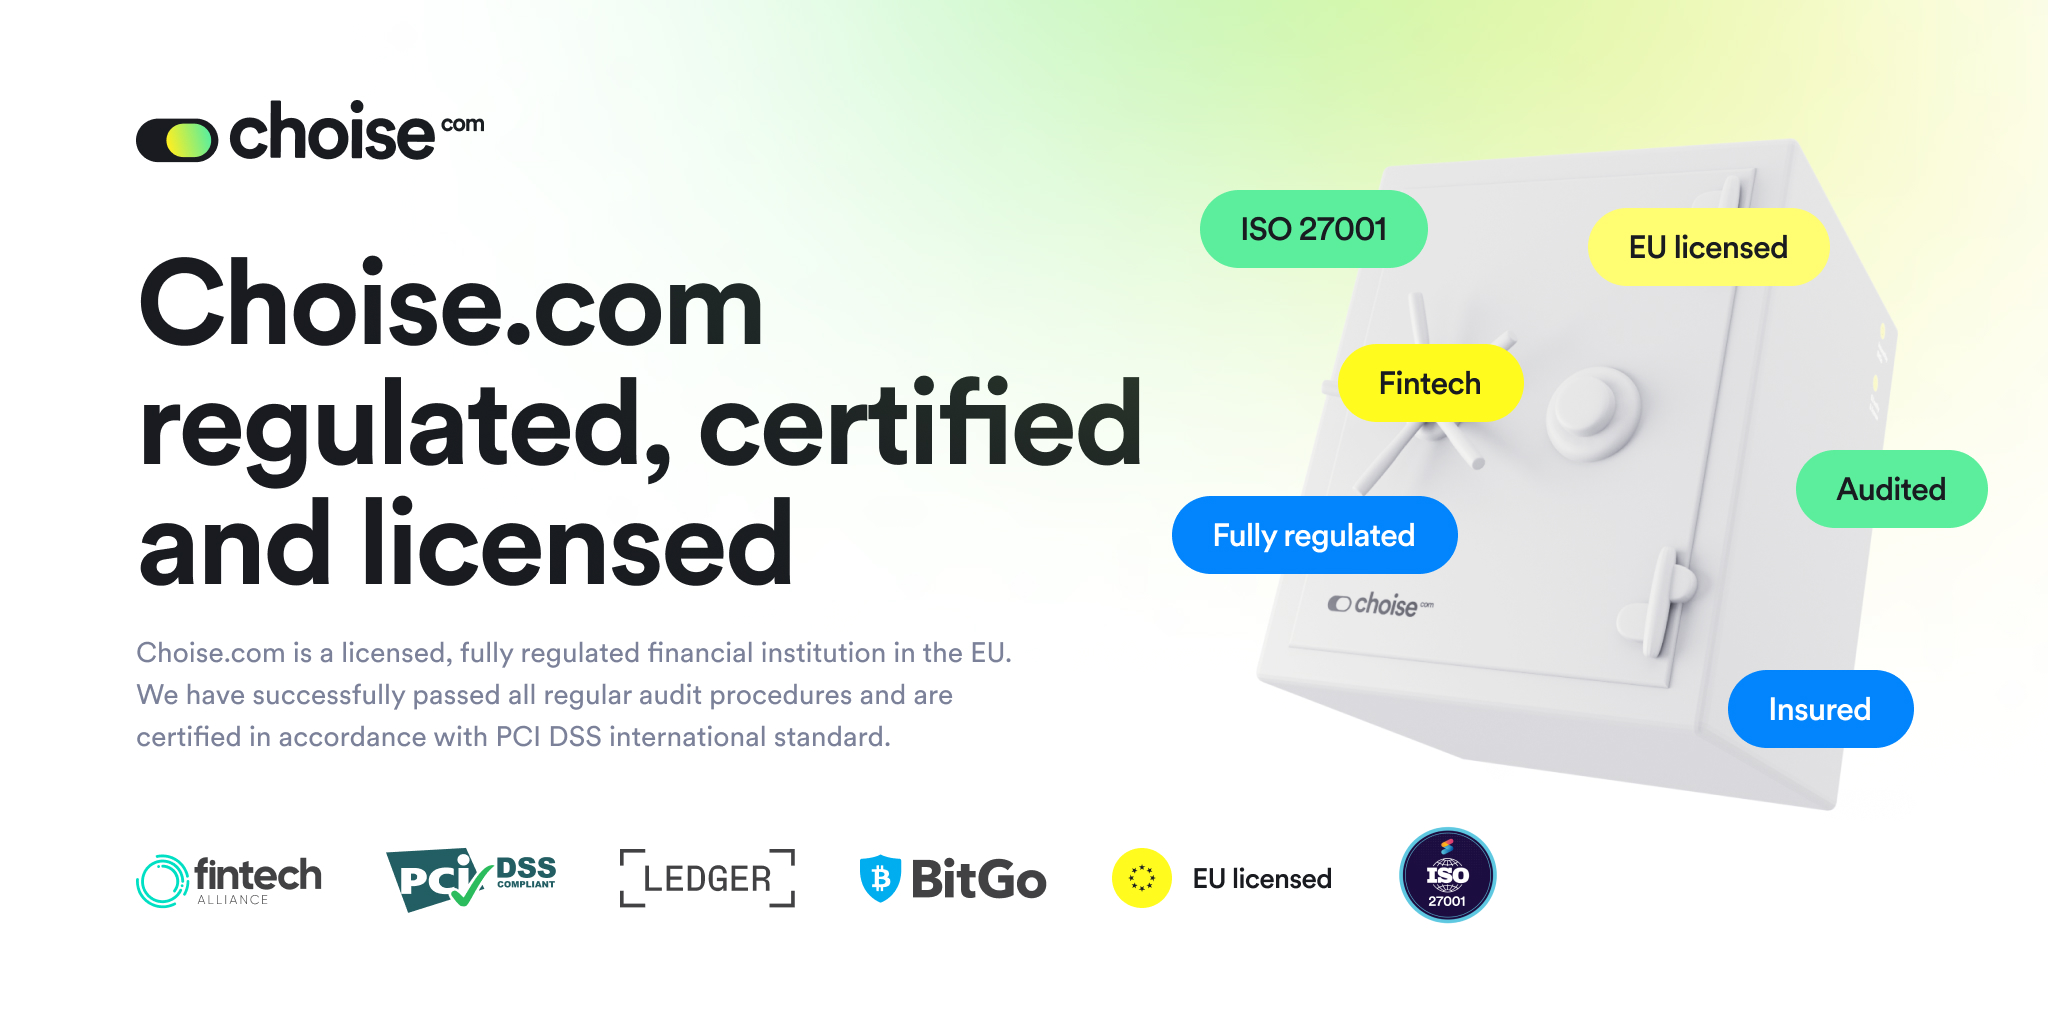 choise com
Choise.com
regulated, certified
and licensed
Choise.com is a licensed, fully regulated financial institution in the EU.
We have successfully passed all regular audit procedures and are
certified in accordance with PCI DSS international standard.
ISO 27001
EU licensed
Fintech
Audited
Fully regulated
choise com
Insured
fintech
ALLIANCE
PCi DSS
COMPLIANT
LEDGER
BitGo
EU licensed
ISO
27001